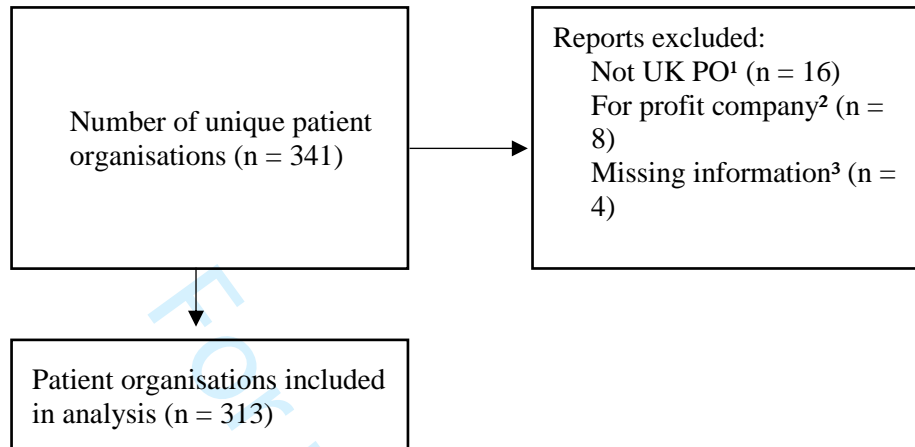 Number of unique patient
organisations (n = 341)
Reports excluded:
Not UK PO¹ (n = 16)
For profit company² (n =
8)
Missing information³ (n =
4)
Patient organisations included
in analysis (n = 313)
For